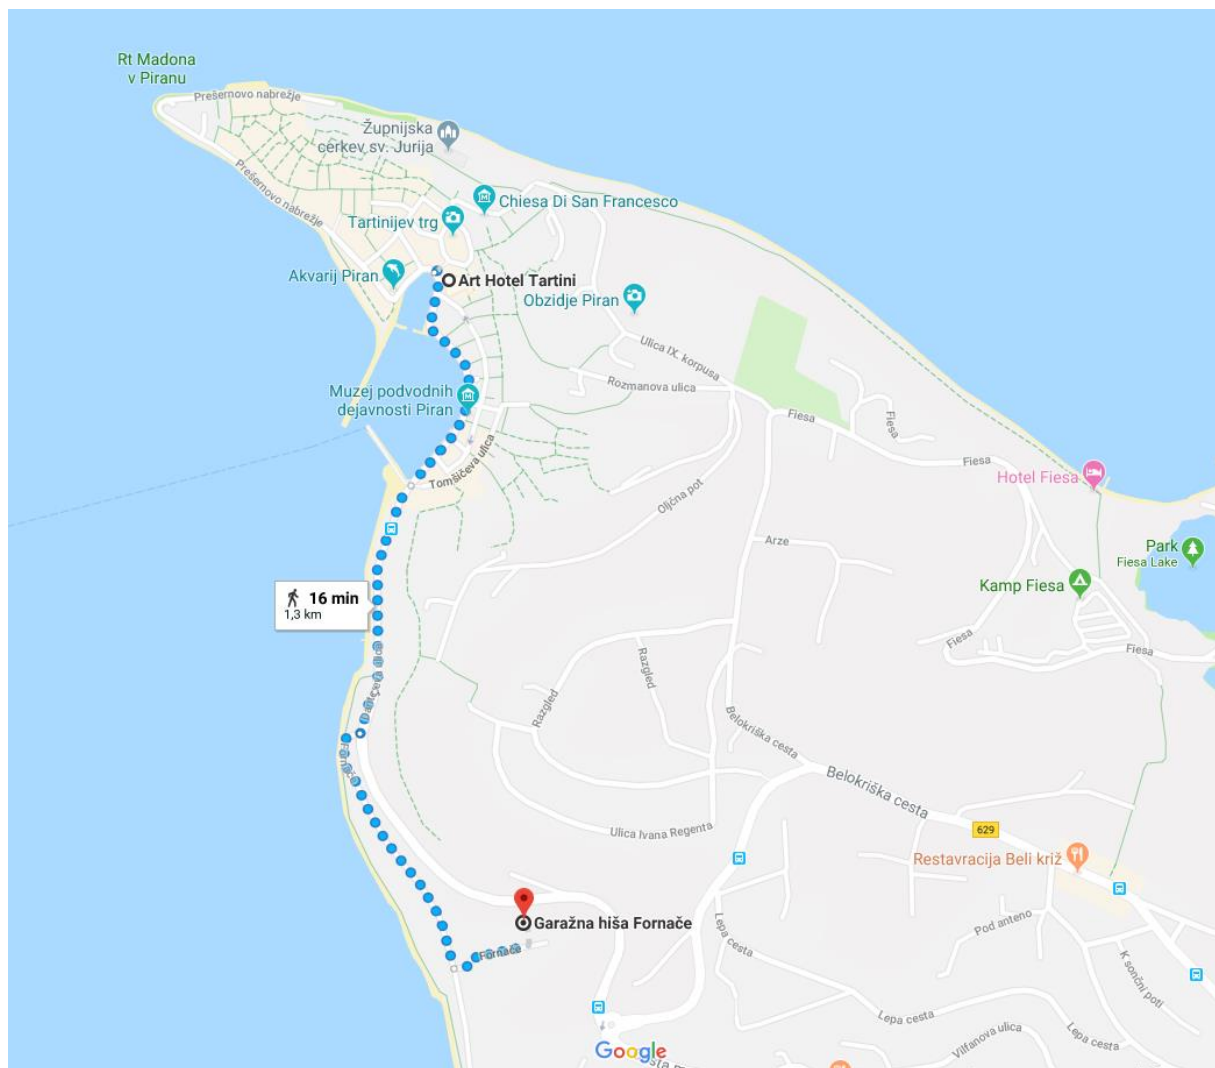 Rt Madona
v Piranu
Prešernovo nabrežje
Župnijska
cerkev sv. Jurija
Prešernovo nabrežje
Chiesa Di San Francesco
Tartinijev trg
Akvarij Piran
Art Hotel Tartini
Obzidje Piran
Ulica IX. korpusa
Rozmanova ulica
Muzej podvodnih
dejavnosti Piran
Fiesa
Fiesa
Fiesa
Tomšičeva ulica
Hotel Fiesa
Oljčna pot
Arze
Park
Fiesa Lake
Kamp Fiesa
16 min
1,3 km
Fiesa
Fiesa
Razgled
Razgled
Fornače
Belokriška cesta
Belokriška cesta
Ulica Ivana Regenta
629
Restavracija Beli križ
Garažna hiša Fornače
Fornače
Lepa cesta
Pod anteno
K sončni poti
Lepa cesta
Lepa cesta
Vilfanova ulica
Google